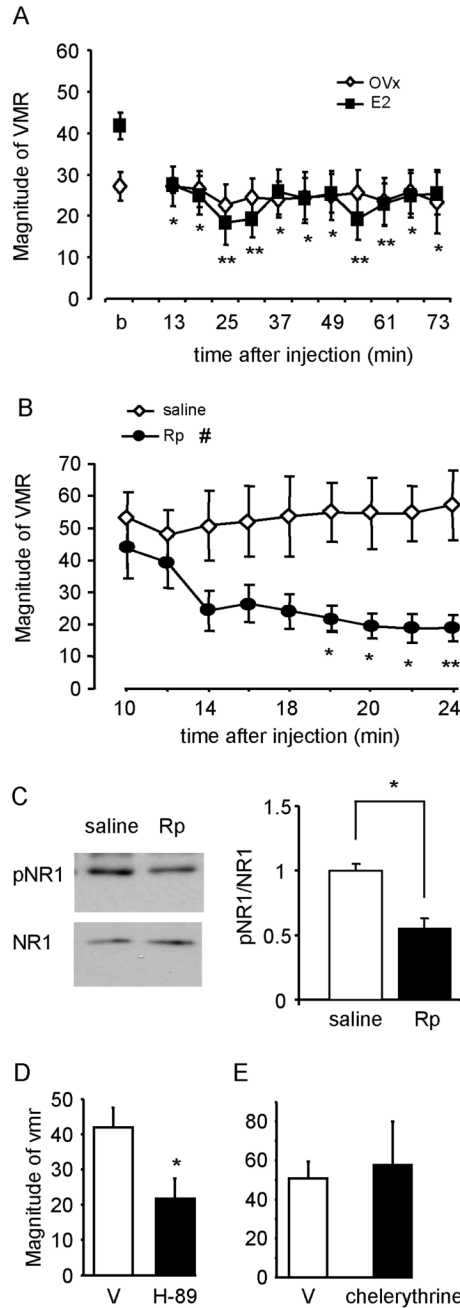 A
Magnitude of VMR
60
50
40
30
20
10
0
OVx
E2
* * ** ** * * * ** ** * *
b 13 25 37 49 61 73
time after injection (min)
B
saline
Rp #
Magnitude of VMR
70
60
50
40
30
20
10
0
* * * **
10 14 18 20 24
time after injection (min)
C
saline Rp
pNR1
NR1
pNR1/NR1
1.5
1
0.5
0
*
saline Rp
D
Magnitude of vmr
50
40
30
20
10
0
*
V H-89
E
80
60
40
20
0
V chelerythrine